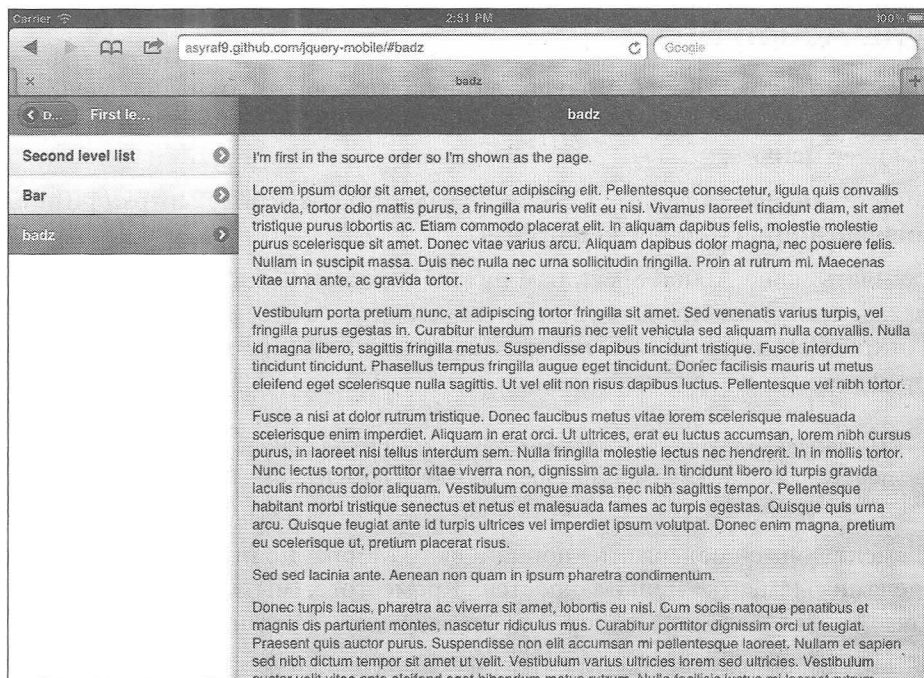 Carrier 2:51 PM 100%
asyraf9.github.com/jquery-mobile/#badz Google
badz
D... First le... badz
Second level list
Bar
badz
I'm first in the source order so I'm shown as the page.
Lorem ipsum dolor sit amet, consectetur adipiscing elit. Pellentesque consectetur, ligula quis convallis
gravida, tortor odio mattis purus, a fringilla mauris velit eu nisi. Vivamus laoreet tincidunt diam, sit amet
tristique purus lobortis ac. Etiam commodo placerat elit. In aliquam dapibus felis, molestie molestie
purus scelerisque sit amet. Donec vitae varius arcu. Aliquam dapibus dolor magna, nec posuere felis.
Nullam in suscipit massa. Duis nec nulla nec urna sollicitudin fringilla. Proin at rutrum mi. Maecenas
vitae urna ante, ac gravida tortor.
Vestibulum porta pretium nunc, at adipiscing tortor fringilla sit amet. Sed venenatis varius turpis, vel
fringilla purus egestas in. Curabitur interdum mauris nec velit vehicula sed aliquam nulla convallis. Nulla
id magna libero, sagittis fringilla metus. Suspendisse dapibus tincidunt tristique. Fusce interdum
tincidunt tincidunt. Phasellus tempus fringilla augue eget tincidunt. Donec facilisis mauris ut metus
eleifend eget scelerisque nulla sagittis. Ut vel elit non risus dapibus luctus. Pellentesque vel nibh tortor.
Fusce a nisi at dolor rutrum tristique. Donec faucibus metus vitae lorem scelerisque malesuada
scelerisque enim imperdiet. Aliquam in erat orci. Ut ultrices, erat eu luctus accumsan, lorem nibh cursus
purus, in laoreet nisi tellus interdum sem. Nulla fringilla molestie lectus nec hendrerit. In in mollis tortor.
Nunc lectus tortor, porttitor vitae viverra non, dignissim ac ligula. In tincidunt libero id turpis gravida
iaculis rhoncus dolor aliquam. Vestibulum congue massa nec nibh sagittis tempor. Pellentesque
habitant morbi tristique senectus et netus et malesuada fames ac turpis egestas. Quisque quis urna
arcu. Quisque feugiat ante id turpis ultrices vel imperdiet ipsum volutpat. Donec enim magna, pretium
eu scelerisque ut, pretium placerat risus.
Sed sed lacinia ante. Aenean non quam in ipsum pharetra condimentum.
Donec turpis lacus, pharetra ac viverra sit amet, lobortis eu nisl. Cum sociis natoque penatibus et
magnis dis parturient montes, nascetur ridiculus mus. Curabitur porttitor dignissim orci ut feugiat.
Praesent quis auctor purus. Suspendisse non elit accumsan mi pellentesque laoreet. Nullam et sapien
sed nibh dictum tempor sit amet ut velit. Vestibulum varius ultricies lorem sed ultricies. Vestibulum